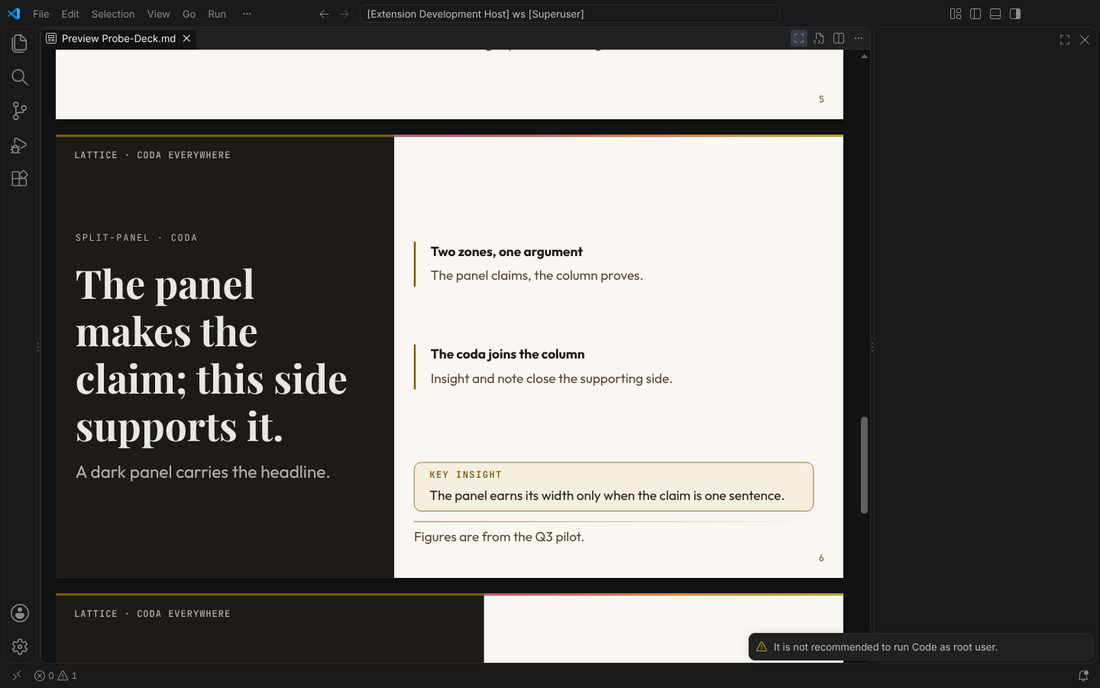 File Edit Selection View Go Run ··· [Extension Development Host] ws [Superuser]
Preview Probe-Deck.md
5
LATTICE · CODA EVERYWHERE
SPLIT-PANEL · CODA
The panel
makes the
claim; this side
supports it.
A dark panel carries the headline.
Two zones, one argument
The panel claims, the column proves.
The coda joins the column
Insight and note close the supporting side.
KEY INSIGHT
The panel earns its width only when the claim is one sentence.
Figures are from the Q3 pilot.
6
LATTICE · CODA EVERYWHERE
It is not recommended to run Code as root user.
0 1